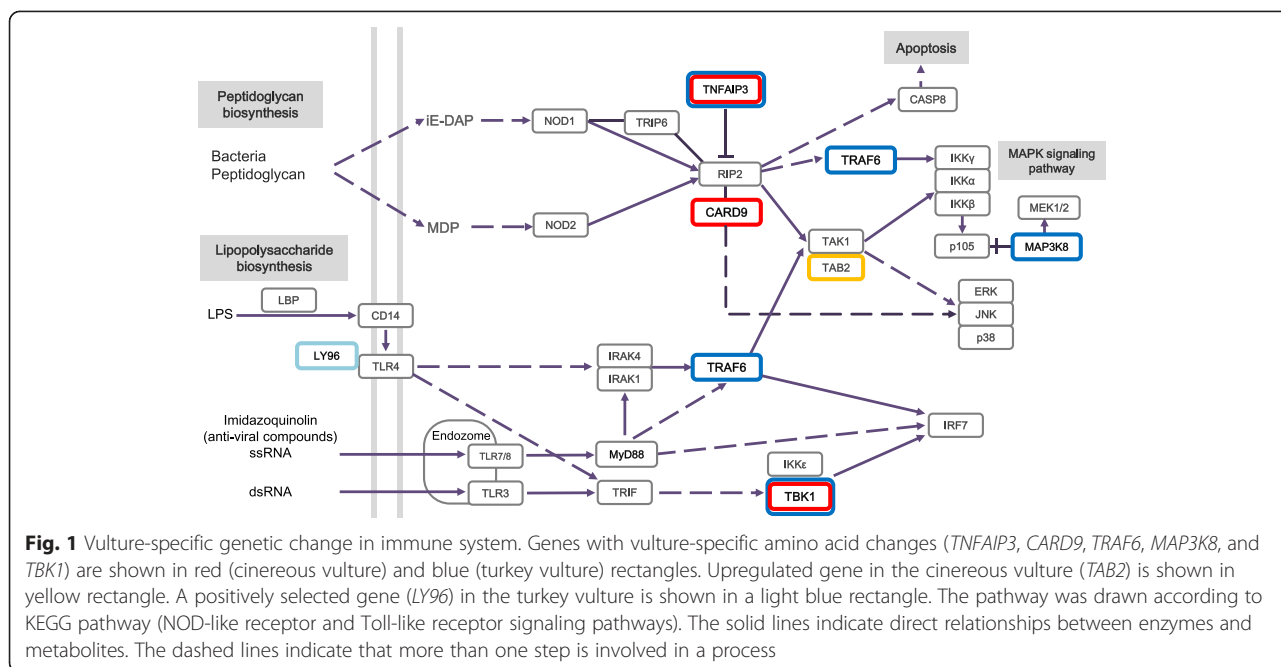 Apoptosis
Peptidoglycan
biosynthesis
TNFAIP3
CASP8
iE-DAP
NOD1
TRIP6
Bacteria
Peptidoglycan
TRAF6
IKKγ
MAPK signaling
pathway
RIP2
IKKα
CARD9
IKKβ
MEK1/2
MDP
NOD2
TAK1
p105
MAP3K8
Lipopolysaccharide
biosynthesis
TAB2
LBP
ERK
LPS
CD14
JNK
LY96
IRAK4
p38
TLR4
IRAK1
TRAF6
Imidazoquinolin
(anti-viral compounds)
ssRNA
Endozome
IRF7
TLR7/8
MyD88
IKKε
dsRNA
TLR3
TRIF
TBK1
Fig. 1 Vulture-specific genetic change in immune system. Genes with vulture-specific amino acid changes (TNFAIP3, CARD9, TRAF6, MAP3K8, and
TBK1) are shown in red (cinereous vulture) and blue (turkey vulture) rectangles. Upregulated gene in the cinereous vulture (TAB2) is shown in
yellow rectangle. A positively selected gene (LY96) in the turkey vulture is shown in a light blue rectangle. The pathway was drawn according to
KEGG pathway (NOD-like receptor and Toll-like receptor signaling pathways). The solid lines indicate direct relationships between enzymes and
metabolites. The dashed lines indicate that more than one step is involved in a process